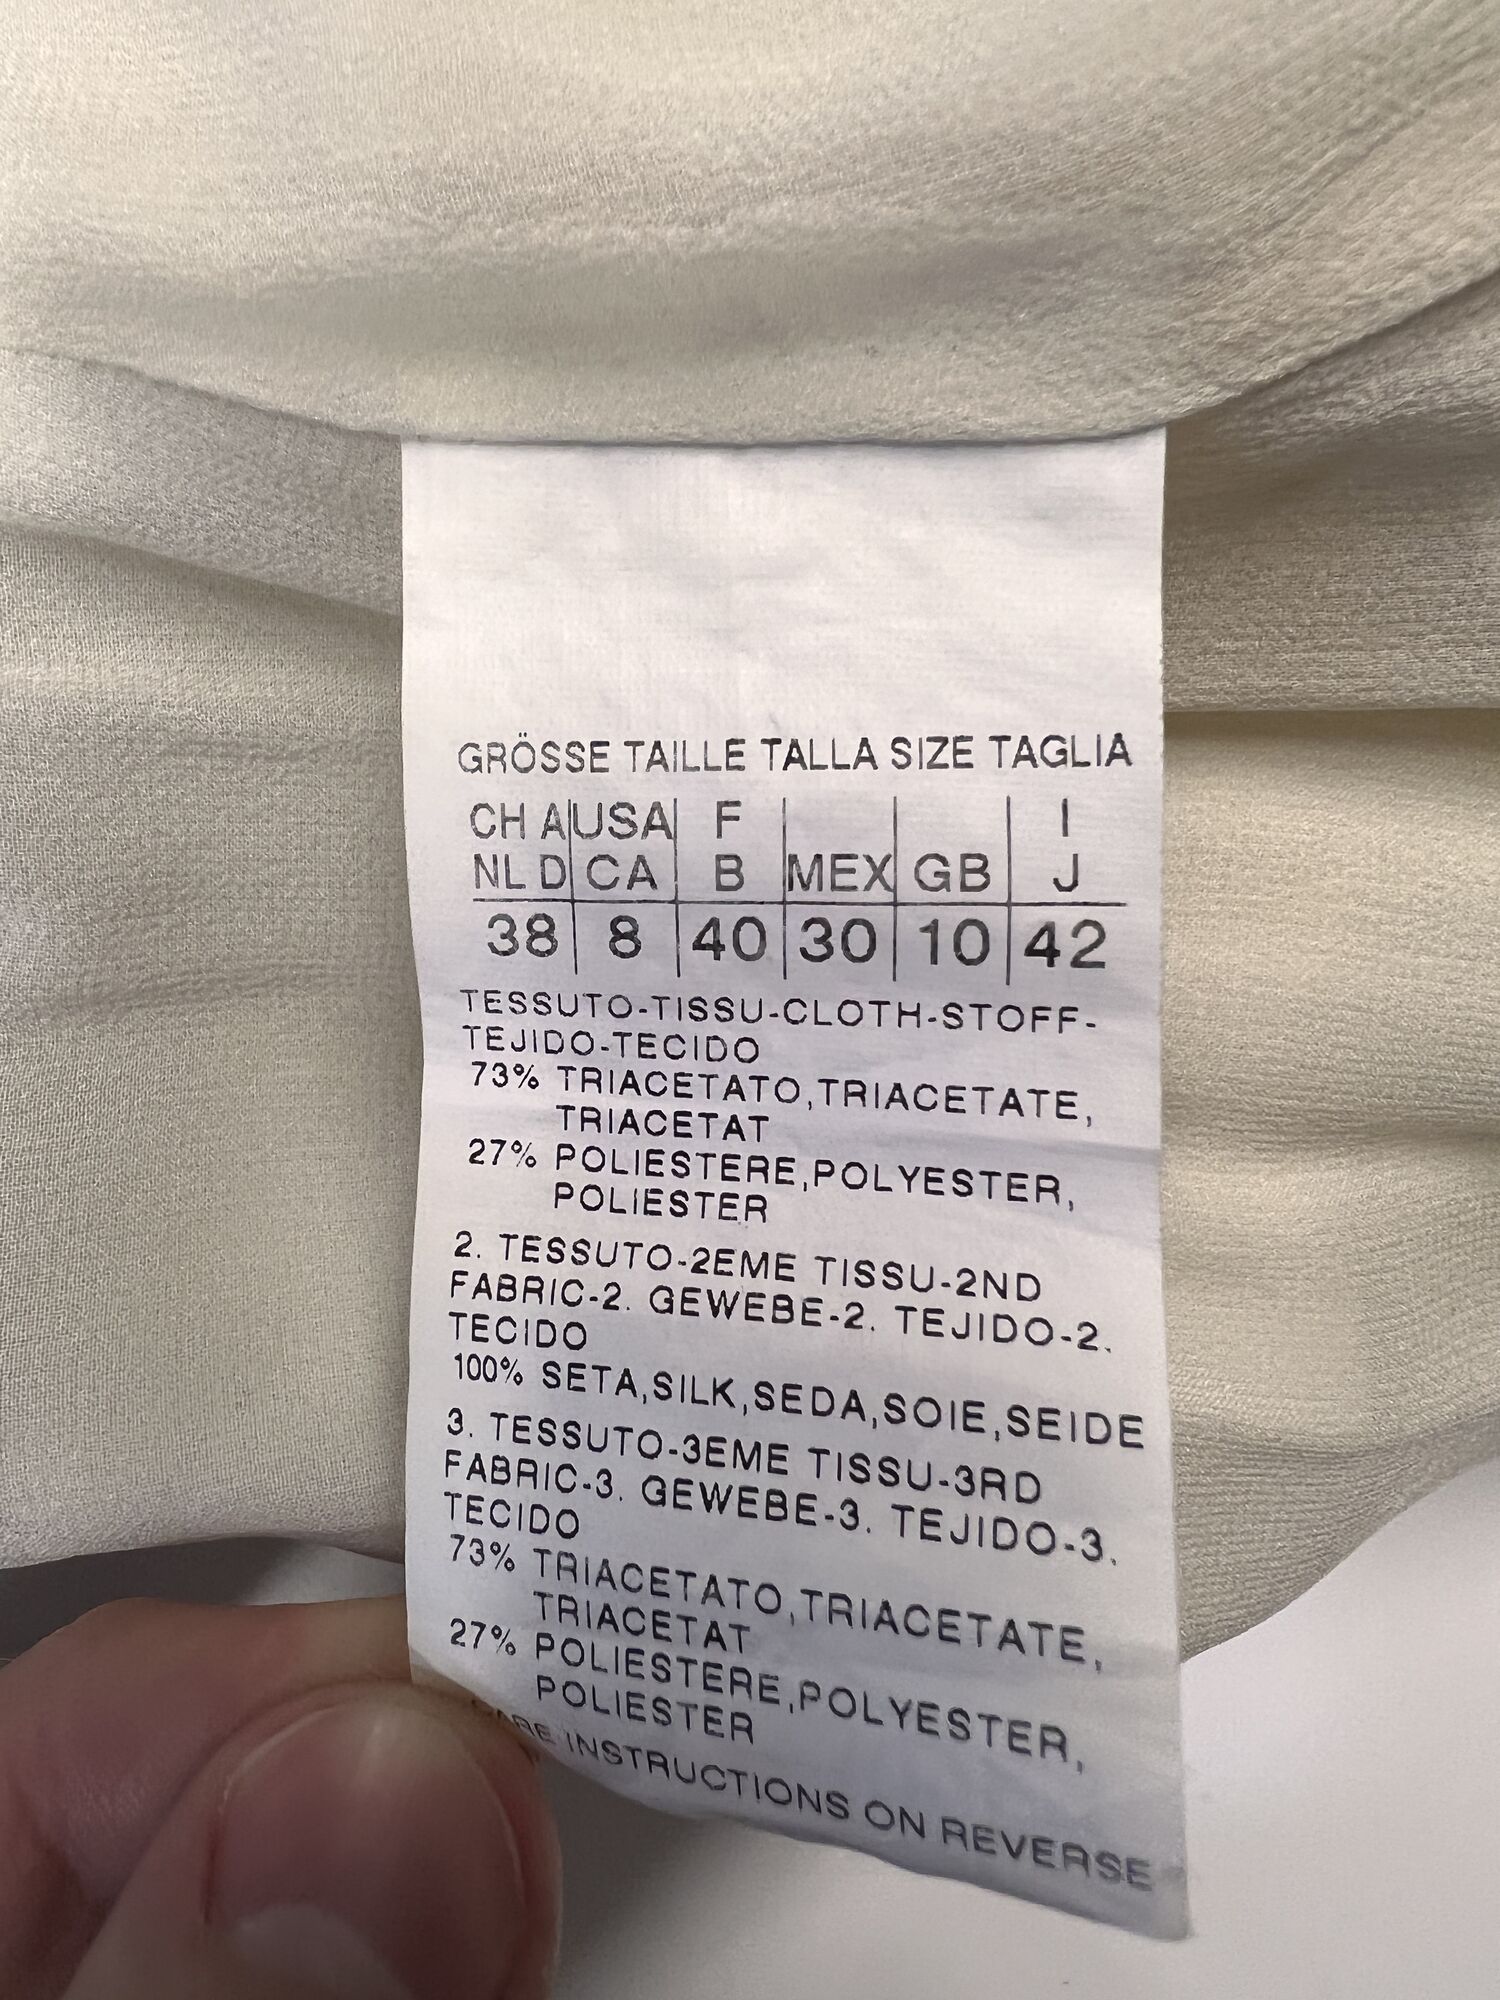 GRÖSSE TAILLE TALLA SIZE TAGLIA
CH A USA F I
NL D CA B MEX GB J
38 8 40 30 10 42
TESSUTO-TISSU-CLOTH-STOFF-
TEJIDO-TECIDO
73% TRIACETATO,TRIACETATE,
TRIACETAT
27% POLIESTERE,POLYESTER,
POLIESTER
2. TESSUTO-2EME TISSU-2ND
FABRIC-2. GEWEBE-2. TEJIDO-2.
TECIDO
100% SETA,SILK,SEDA,SOIE,SEIDE
3. TESSUTO-3EME TISSU-3RD
FABRIC-3. GEWEBE-3. TEJIDO-3.
TECIDO
73% TRIACETATO,TRIACETATE,
TRIACETAT
27% POLIESTERE,POLYESTER,
POLIESTER
CARE INSTRUCTIONS ON REVERSE